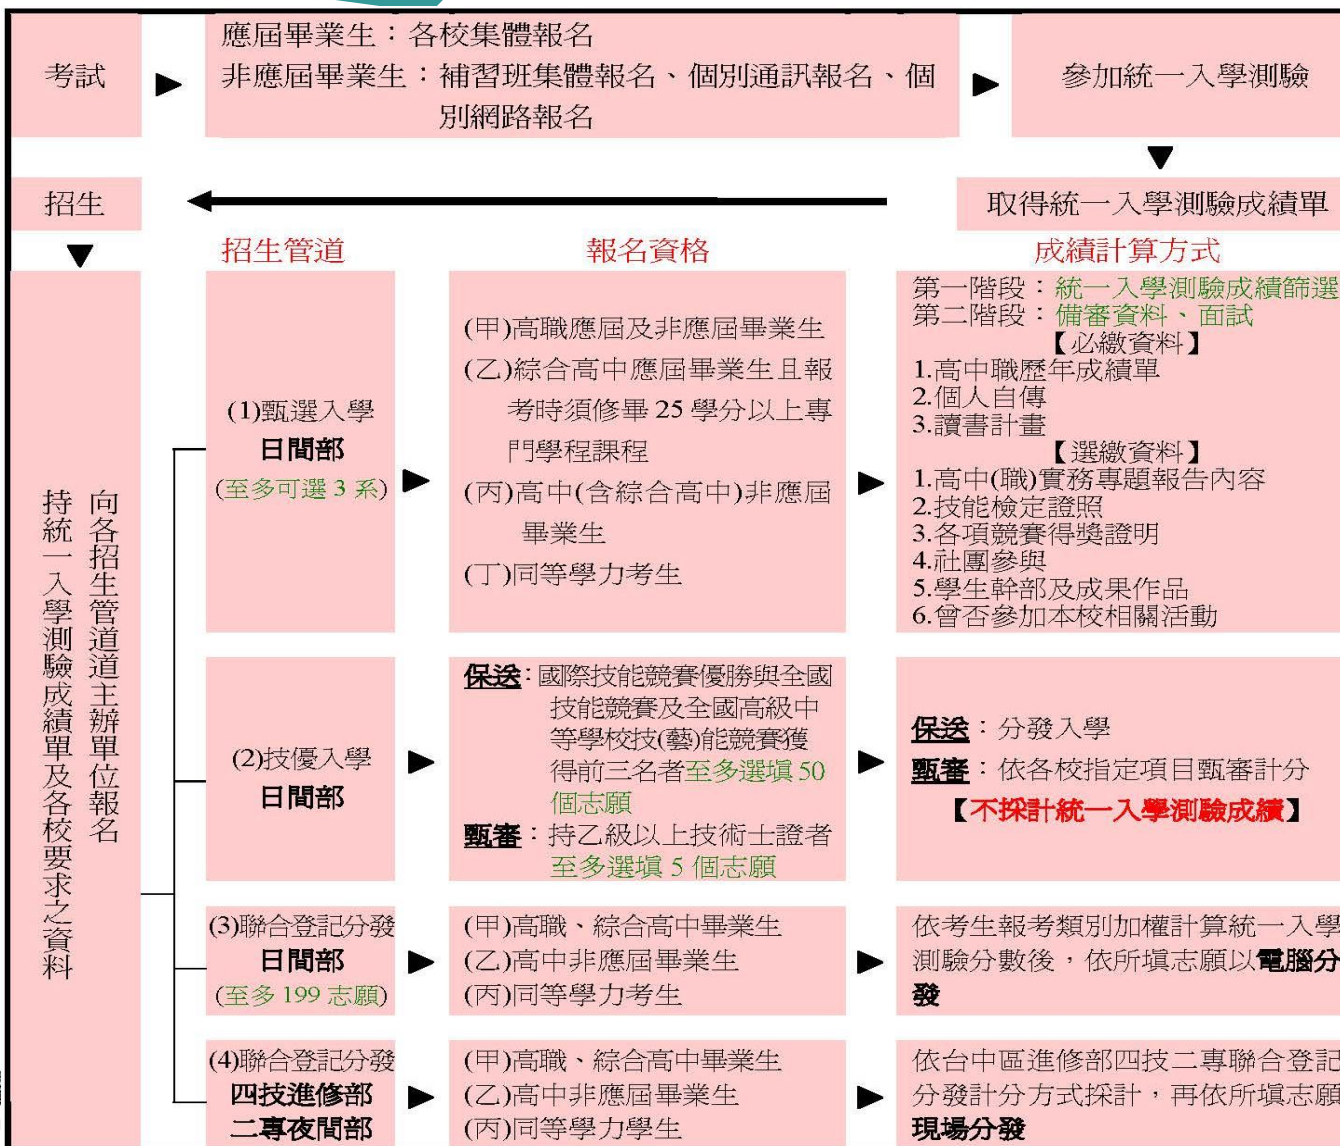 考試
應屆畢業生：各校集體報名
非應屆畢業生：補習班集體報名、個別通訊報名、個
別網路報名
參加統一入學測驗
招生
取得統一入學測驗成績單
招生管道
報名資格
成績計算方式
向各招生管道道主辦單位報名
持統一入學測驗成績單及各校要求之資料
(1)甄選入學
日間部
(至多可選 3 系)
(甲)高職應屆及非應屆畢業生
(乙)綜合高中應屆畢業生且報
考時須修畢 25 學分以上專
門學程課程
(丙)高中(含綜合高中)非應屆
畢業生
(丁)同等學力考生
第一階段：統一入學測驗成績篩選
第二階段：備審資料、面試
【必繳資料】
1.高中職歷年成績單
2.個人自傳
3.讀書計畫
【選繳資料】
1.高中(職)實務專題報告內容
2.技能檢定證照
3.各項競賽得獎證明
4.社團參與
5.學生幹部及成果作品
6.曾否參加本校相關活動
(2)技優入學
日間部
保送：國際技能競賽優勝與全國
技能競賽及全國高級中
等學校技(藝)能競賽獲
得前三名者至多選填 50
個志願
甄審：持乙級以上技術士證者
至多選填 5 個志願
保送：分發入學
甄審：依各校指定項目甄審計分
【不採計統一入學測驗成績】
(3)聯合登記分發
日間部
(至多 199 志願)
(甲)高職、綜合高中畢業生
(乙)高中非應屆畢業生
(丙)同等學力考生
依考生報考類別加權計算統一入學
測驗分數後，依所填志願以電腦分
發
(4)聯合登記分發
四技進修部
二專夜間部
(甲)高職、綜合高中畢業生
(乙)高中非應屆畢業生
(丙)同等學力學生
依台中區進修部四技二專聯合登記
分發計分方式採計，再依所填志願
現場分發